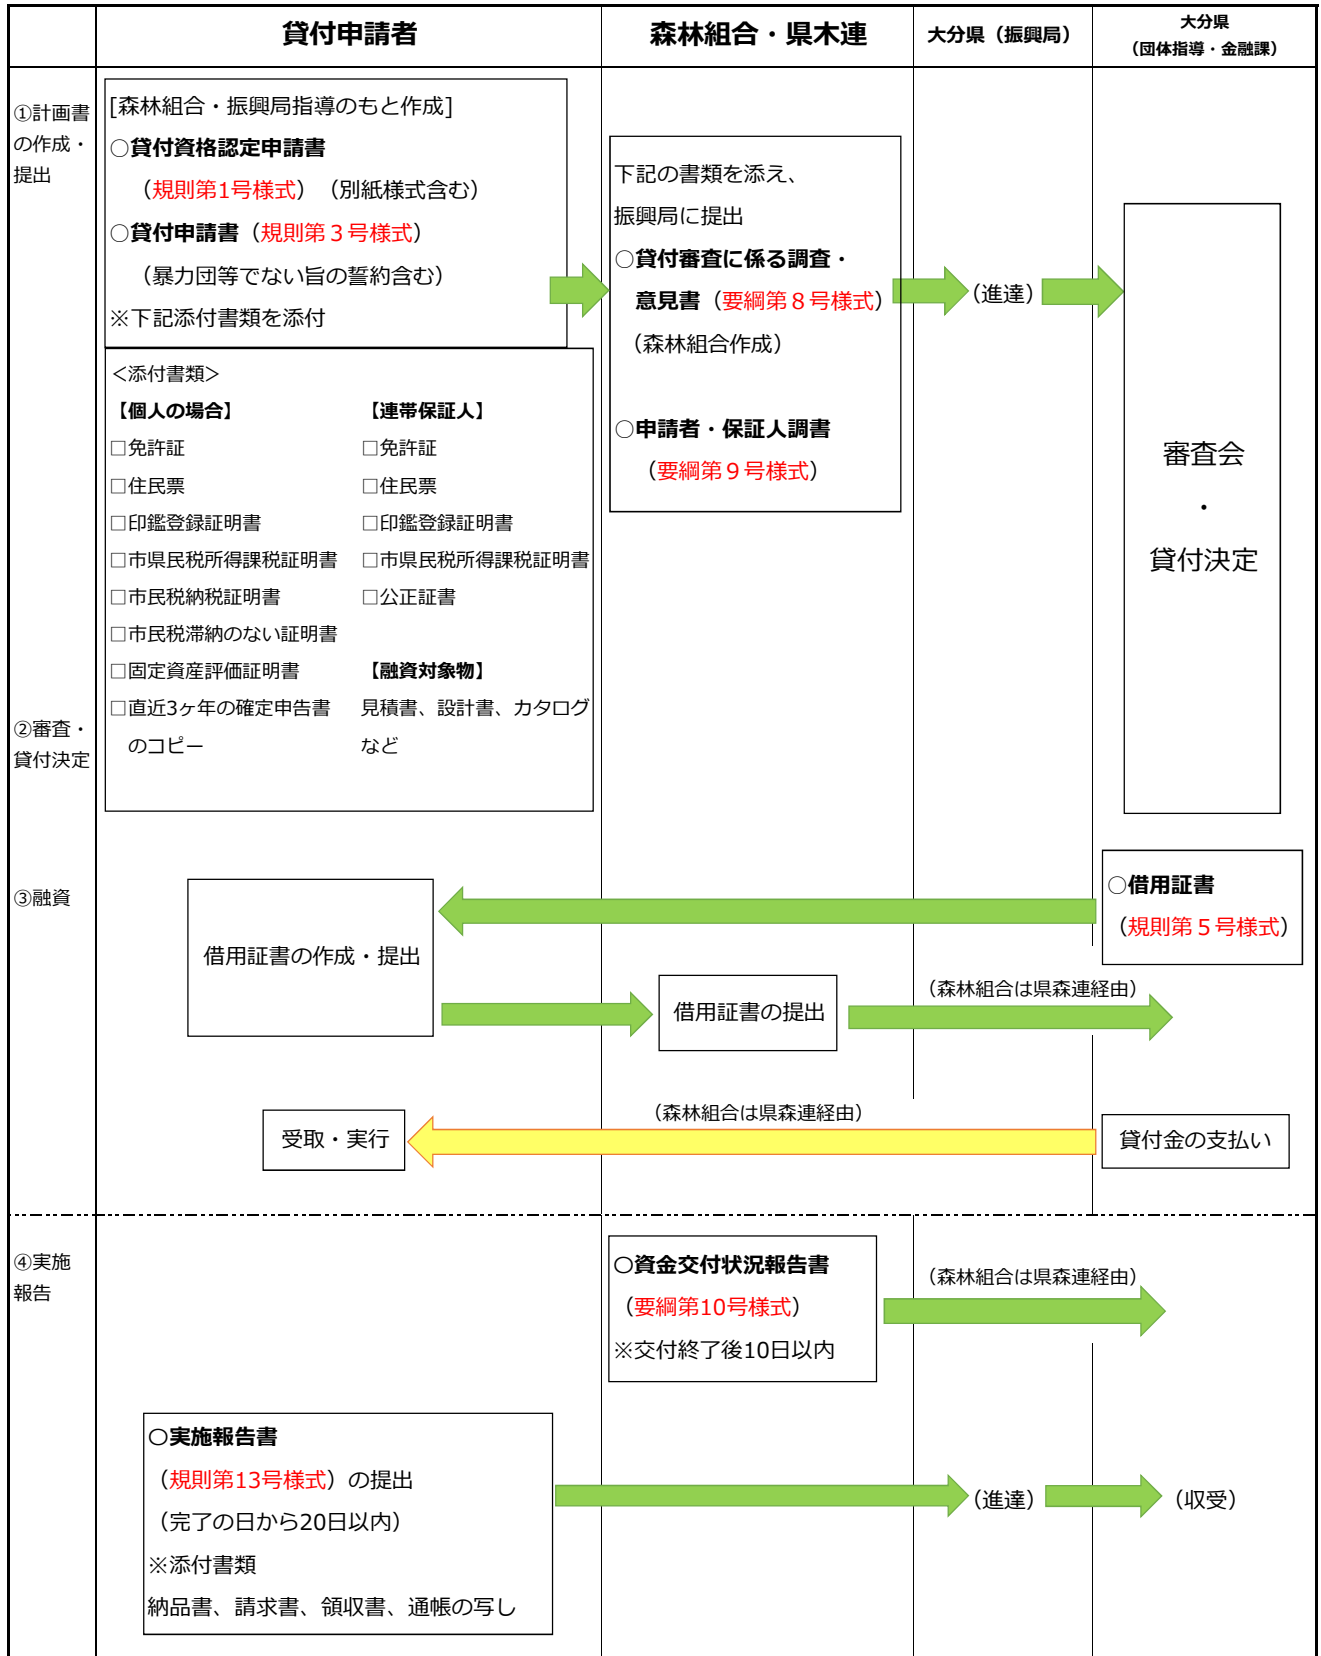 貸付申請者
森林組合・県木連
大分県（振興局）
大分県
（団体指導・金融課）
①計画書
の作成・
提出
[森林組合・振興局指導のもと作成]
○貸付資格認定申請書
（規則第1号様式）（別紙様式含む）
○貸付申請書（規則第３号様式）
（暴力団等でない旨の誓約含む）
※下記添付書類を添付
＜添付書類＞
【個人の場合】
□免許証
□住民票
□印鑑登録証明書
□市県民税所得課税証明書
□市民税納税証明書
□市民税滞納のない証明書
□固定資産評価証明書
□直近3ヶ年の確定申告書
のコピー
【連帯保証人】
□免許証
□住民票
□印鑑登録証明書
□市県民税所得課税証明書
□公正証書
【融資対象物】
見積書、設計書、カタログ
など
下記の書類を添え、
振興局に提出
○貸付審査に係る調査・
意見書（要綱第８号様式）
（森林組合作成）
○申請者・保証人調書
（要綱第９号様式）
（進達）
審査会
・
貸付決定
②審査・
貸付決定
③融資
○借用証書
（規則第５号様式）
借用証書の作成・提出
借用証書の提出
（森林組合は県森連経由）
（森林組合は県森連経由）
受取・実行
貸付金の支払い
④実施
報告
○資金交付状況報告書
（要綱第10号様式）
※交付終了後10日以内
（森林組合は県森連経由）
○実施報告書
（規則第13号様式）の提出
（完了の日から20日以内）
※添付書類
納品書、請求書、領収書、通帳の写し
（進達）
（収受）